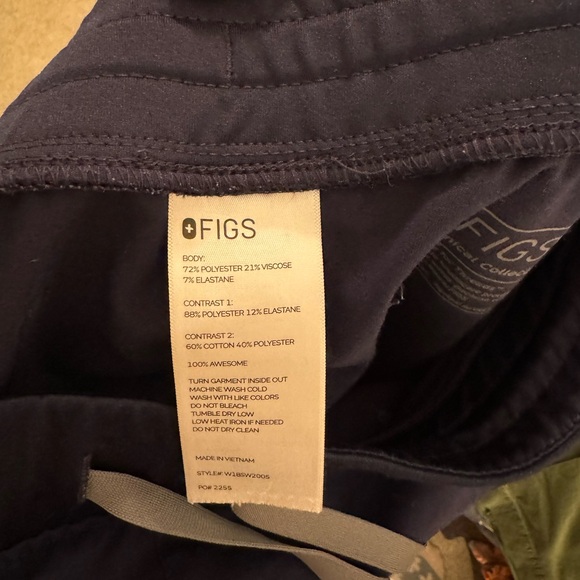 FIGS
BODY:
72% POLYESTER 21% VISCOSE
7% ELASTANE
CONTRAST 1:
88% POLYESTER 12% ELASTANE
CONTRAST 2:
60% COTTON 40% POLYESTER
100% AWESOME
TURN GARMENT INSIDE OUT
MACHINE WASH COLD
WASH WITH LIKE COLORS
DO NOT BLEACH
TUMBLE DRY LOW
LOW HEAT IRON IF NEEDED
DO NOT DRY CLEAN
MADE IN VIETNAM
STYLE# W18SW2005
PO# 2255
FIGS